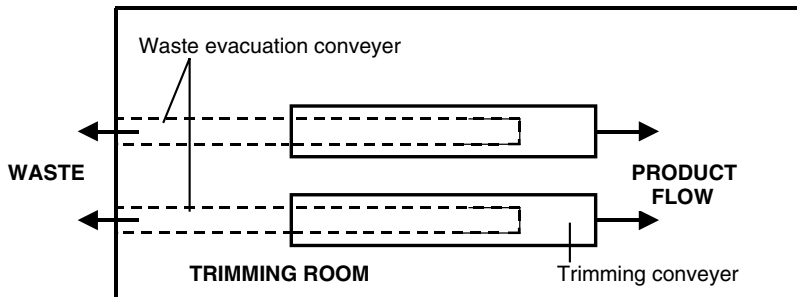 Waste evacuation conveyer
WASTE
PRODUCT
FLOW
TRIMMING ROOM
Trimming conveyer